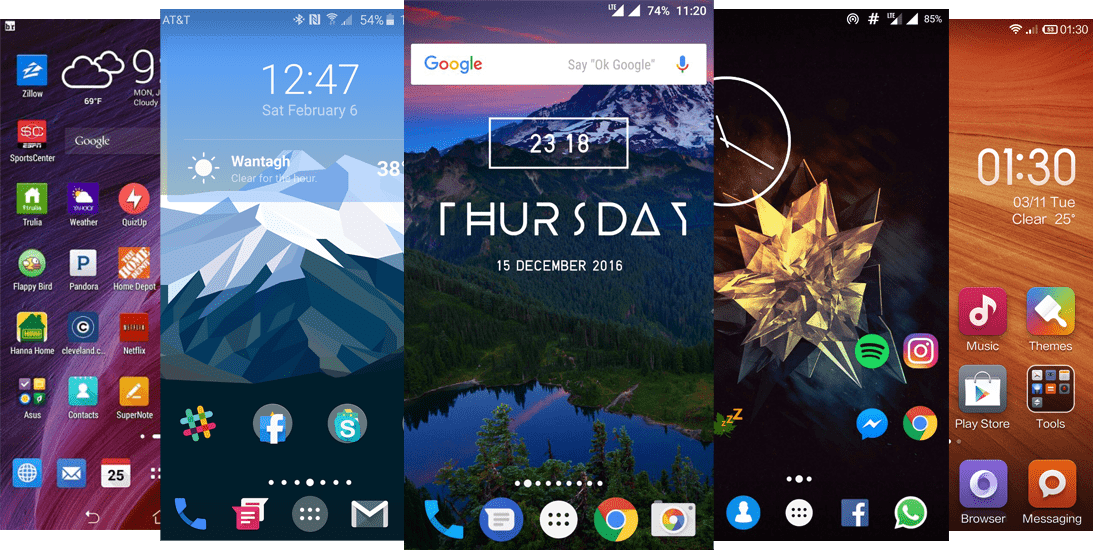 Zillow
69°F
MON, J
Cloudy
SportsCenter
Google
Trulia
Weather
QuizUp
Flappy Bird
Pandora
Home Depot
Hanna Home
cleveland.c...
Netflix
Asus
Contacts
SuperNote
25
AT&T
54%
12:47
Sat February 6
Wantagh
Clear for the hour.
38°
LTE
74%
11:20
Google
Say "Ok Google"
23 18
THURSDAY
15 DECEMBER 2016
LTE
85%
zZZ
01:30
01:30
03/11 Tue
Clear 25°
Music
Themes
Play Store
Tools
Browser
Messaging